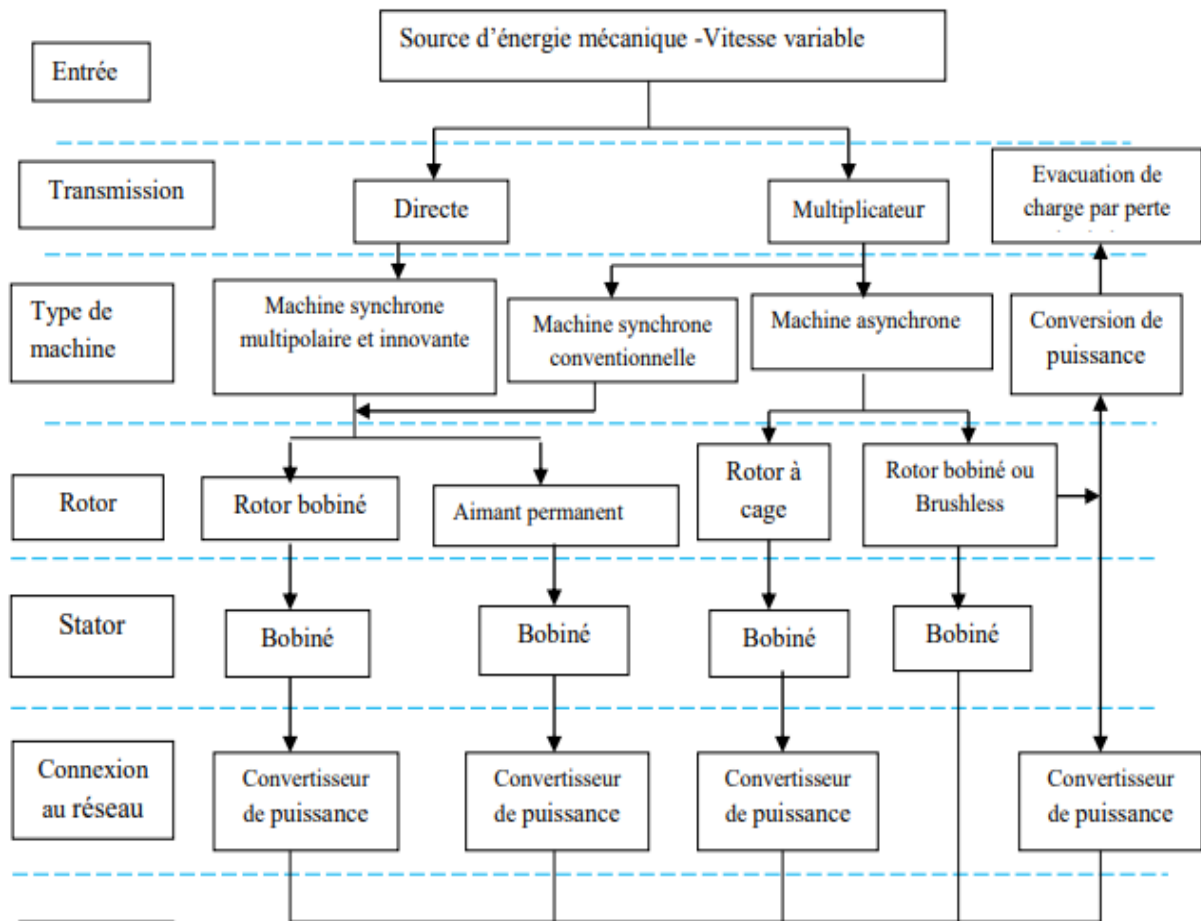 Source d'énergie mécanique -Vitesse variable
Entrée
Transmission
Directe
Multiplicateur
Evacuation de
charge par perte
Type de
machine
Machine synchrone
multipolaire et innovante
Machine synchrone
conventionnelle
Machine asynchrone
Conversion de
puissance
Rotor
Rotor bobiné
Aimant permanent
Rotor à
cage
Rotor bobiné ou
Brushless
Stator
Bobiné
Bobiné
Bobiné
Bobiné
Connexion
au réseau
Convertisseur
de puissance
Convertisseur
de puissance
Convertisseur
de puissance
Convertisseur
de puissance